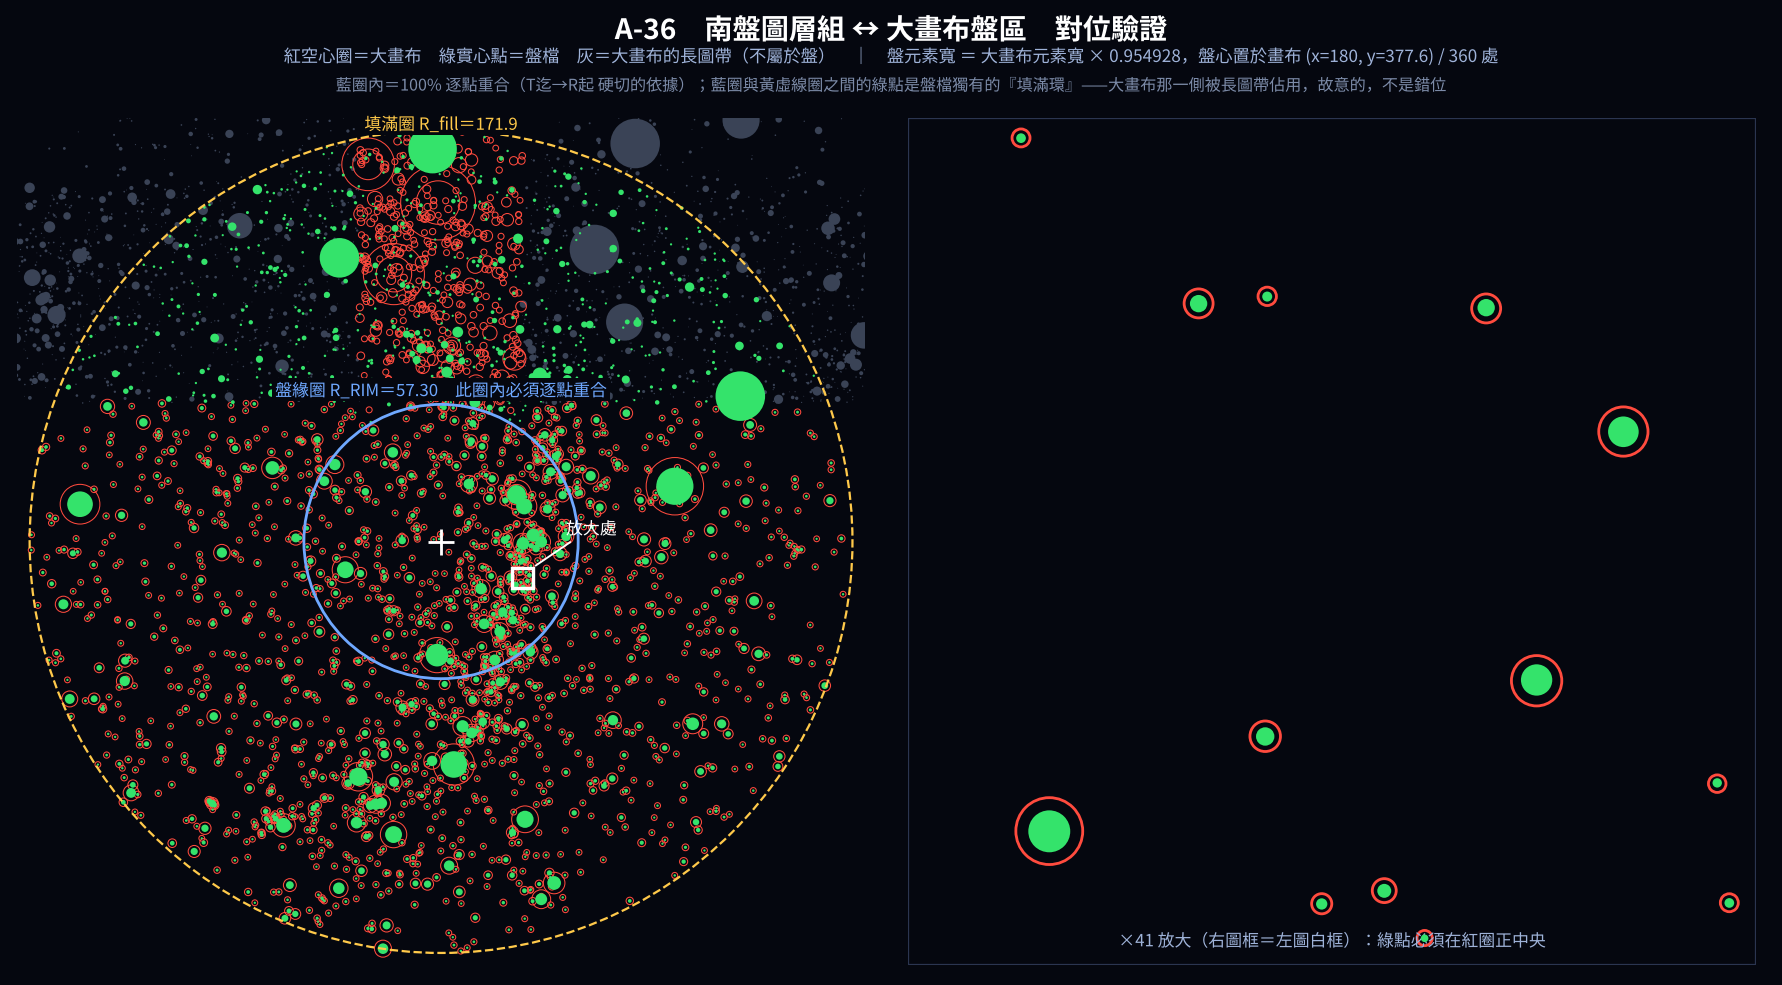 A-36 南盤圖層組 ↔ 大畫布盤區 對位驗證
紅空心圈＝大畫布 綠實心點＝盤檔 灰＝大畫布的長圖帶（不屬於盤） ｜ 盤元素寬 ＝ 大畫布元素寬 × 0.954928，盤心置於畫布 (x=180, y=377.6) / 360 處
藍圈內＝100% 逐點重合（T迄→R起 硬切的依據）；藍圈與黃虛線圈之間的綠點是盤檔獨有的『填滿環』——大畫布那一側被長圖帶佔用，故意的，不是錯位
填滿圈 R_fill＝171.9
盤緣圈 R_RIM＝57.30 此圈內必須逐點重合
放大處
×41 放大（右圖框＝左圖白框）：綠點必須在紅圈正中央